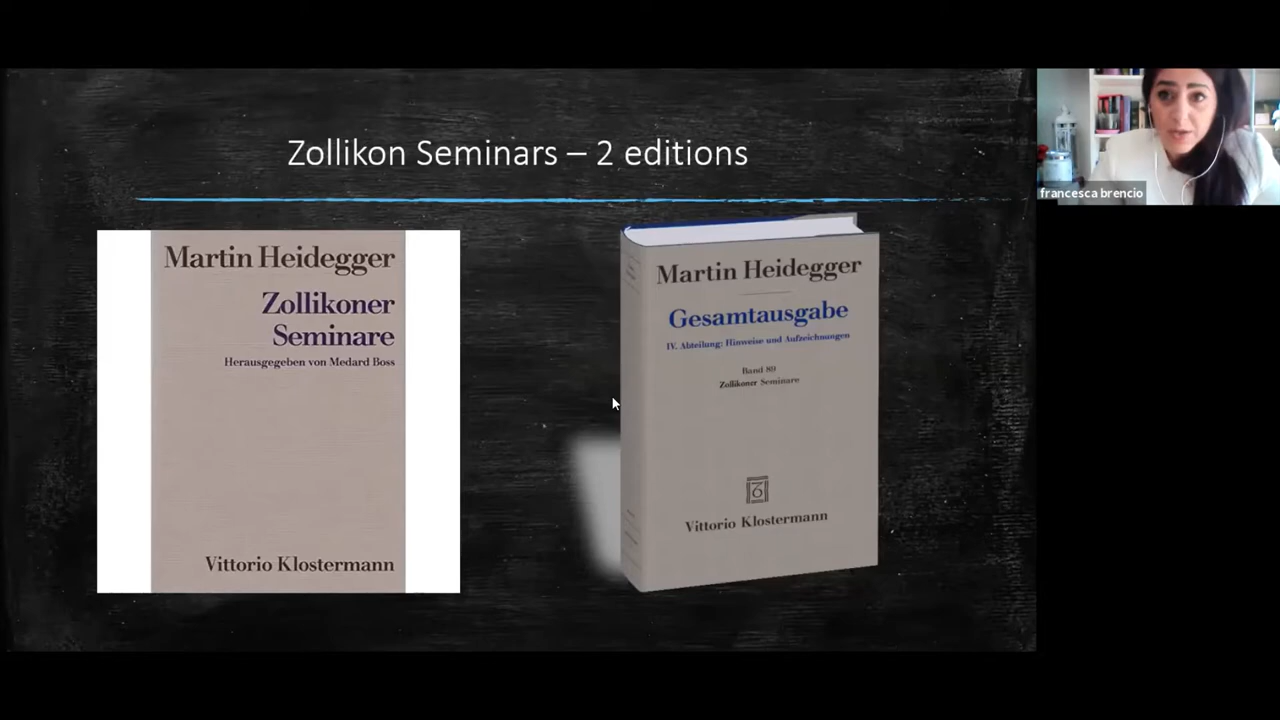 Zollikon Seminars – 2 editions
francesca brencio
Martin Heidegger
Zollikoner
Seminare
Herausgegeben von Medard Boss
Vittorio Klostermann
Martin Heidegger
Gesamtausgabe
IV. Abteilung: Hinweise und Aufzeichnungen
Band 89
Zollikoner Seminare
Vittorio Klostermann